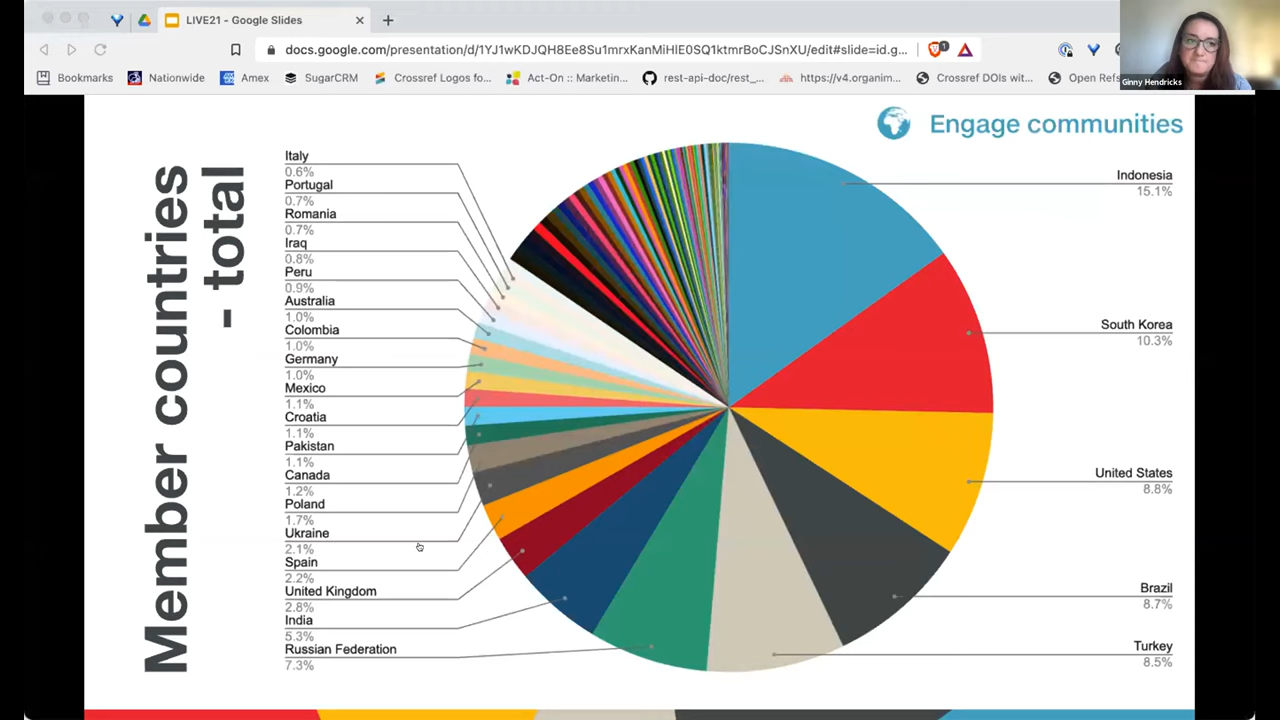 LIVE21 - Google Slides
docs.google.com/presentation/d/1YJ1wKDJQH8Ee8Su1mrxKanMiHlE0SQ1ktmrBoCJSnXU/edit#slide=id.g...
1
Bookmarks
Nationwide
Amex
SugarCRM
Crossref Logos fo...
Act-On :: Marketin...
rest-api-doc/rest_...
https://v4.organim...
Crossref DOIs wit...
Open Refs
Ginny Hendricks
Engage communities
Member countries
- total
Italy
0.6%
Portugal
0.7%
Romania
0.7%
Iraq
0.8%
Peru
0.9%
Australia
1.0%
Colombia
1.0%
Germany
1.0%
Mexico
1.1%
Croatia
1.1%
Pakistan
1.1%
Canada
1.2%
Poland
1.7%
Ukraine
2.1%
Spain
2.2%
United Kingdom
2.8%
India
5.3%
Russian Federation
7.3%
Indonesia
15.1%
South Korea
10.3%
United States
8.8%
Brazil
8.7%
Turkey
8.5%